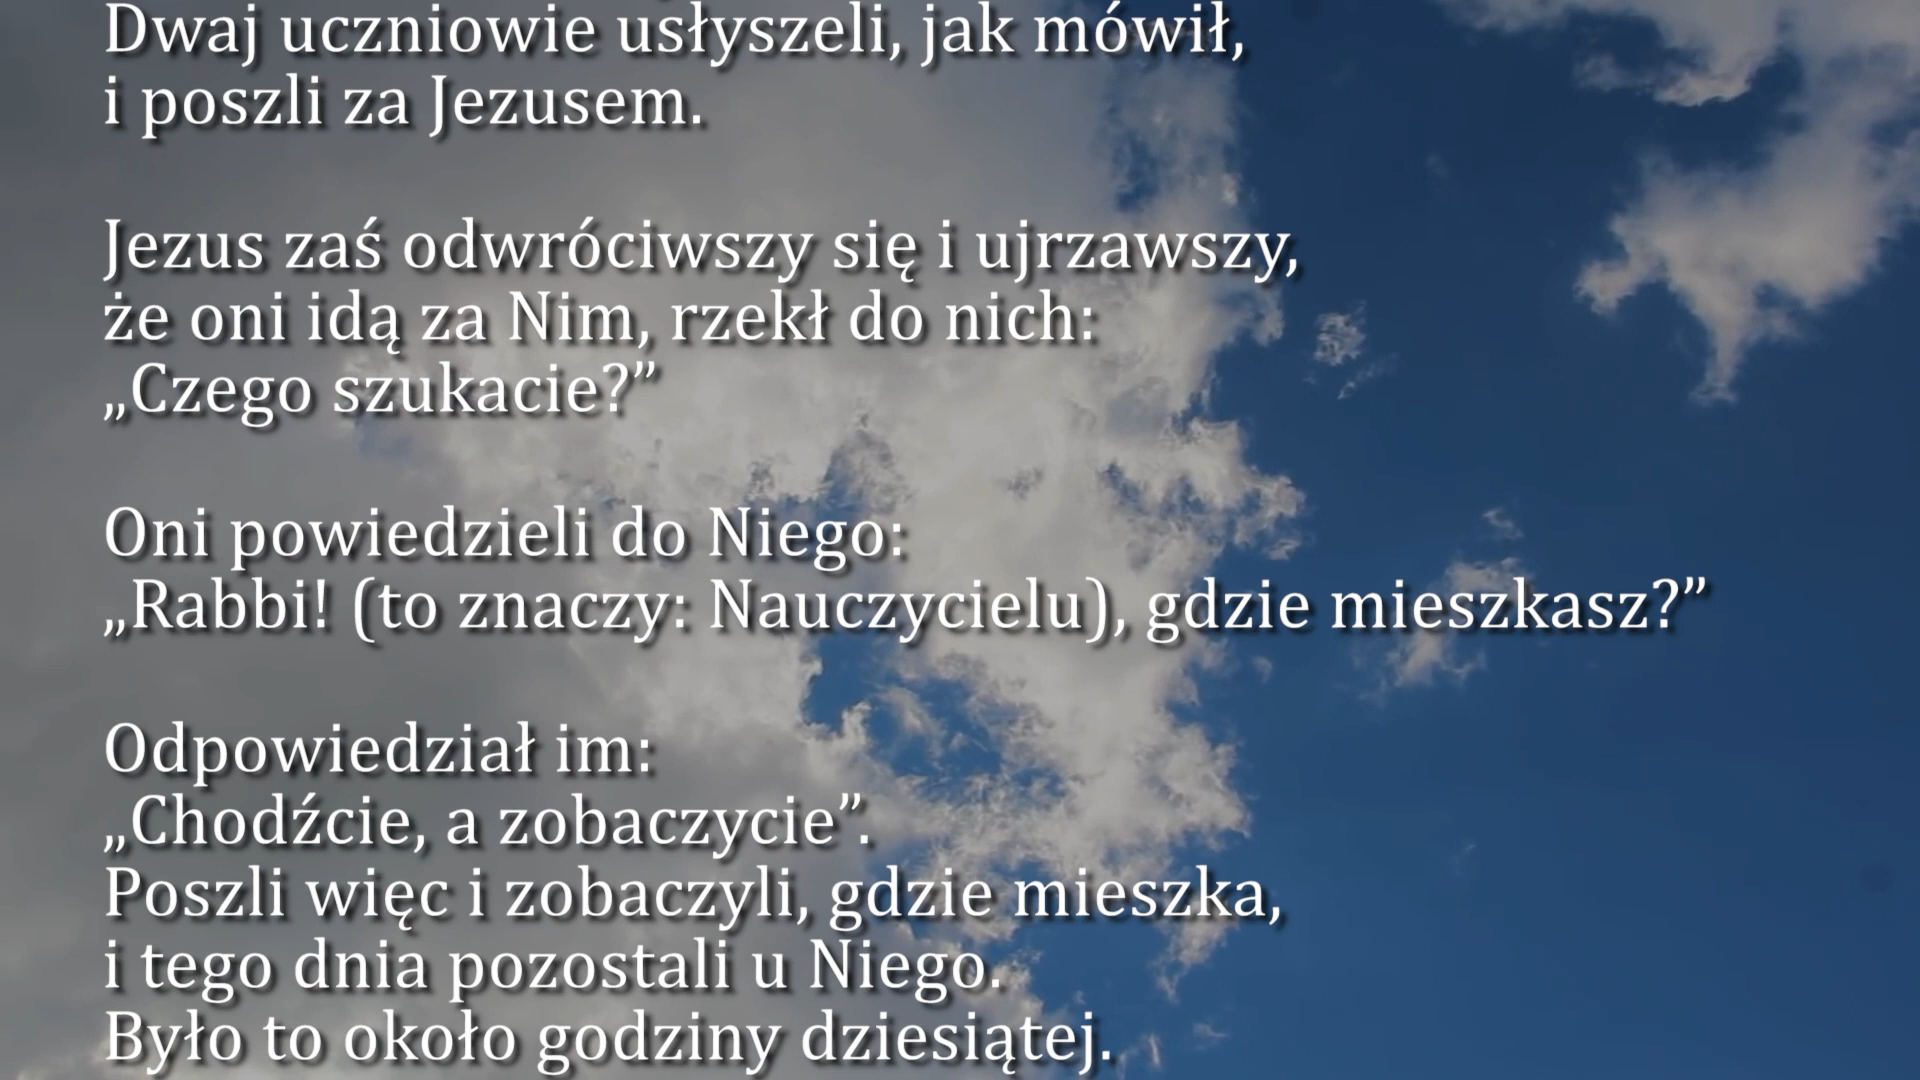 Dwaj uczniowie usłyszeli, jak mówił,
i poszli za Jezusem.
Jezus zaś odwróciwszy się i ujrzawszy,
że oni idą za Nim, rzekł do nich:
„Czego szukacie?”
Oni powiedzieli do Niego:
„Rabbi! (to znaczy: Nauczycielu), gdzie mieszkasz?”
Odpowiedział im:
„Chodźcie, a zobaczycie”.
Poszli więc i zobaczyli, gdzie mieszka,
i tego dnia pozostali u Niego.
Było to około godziny dziesiątej.